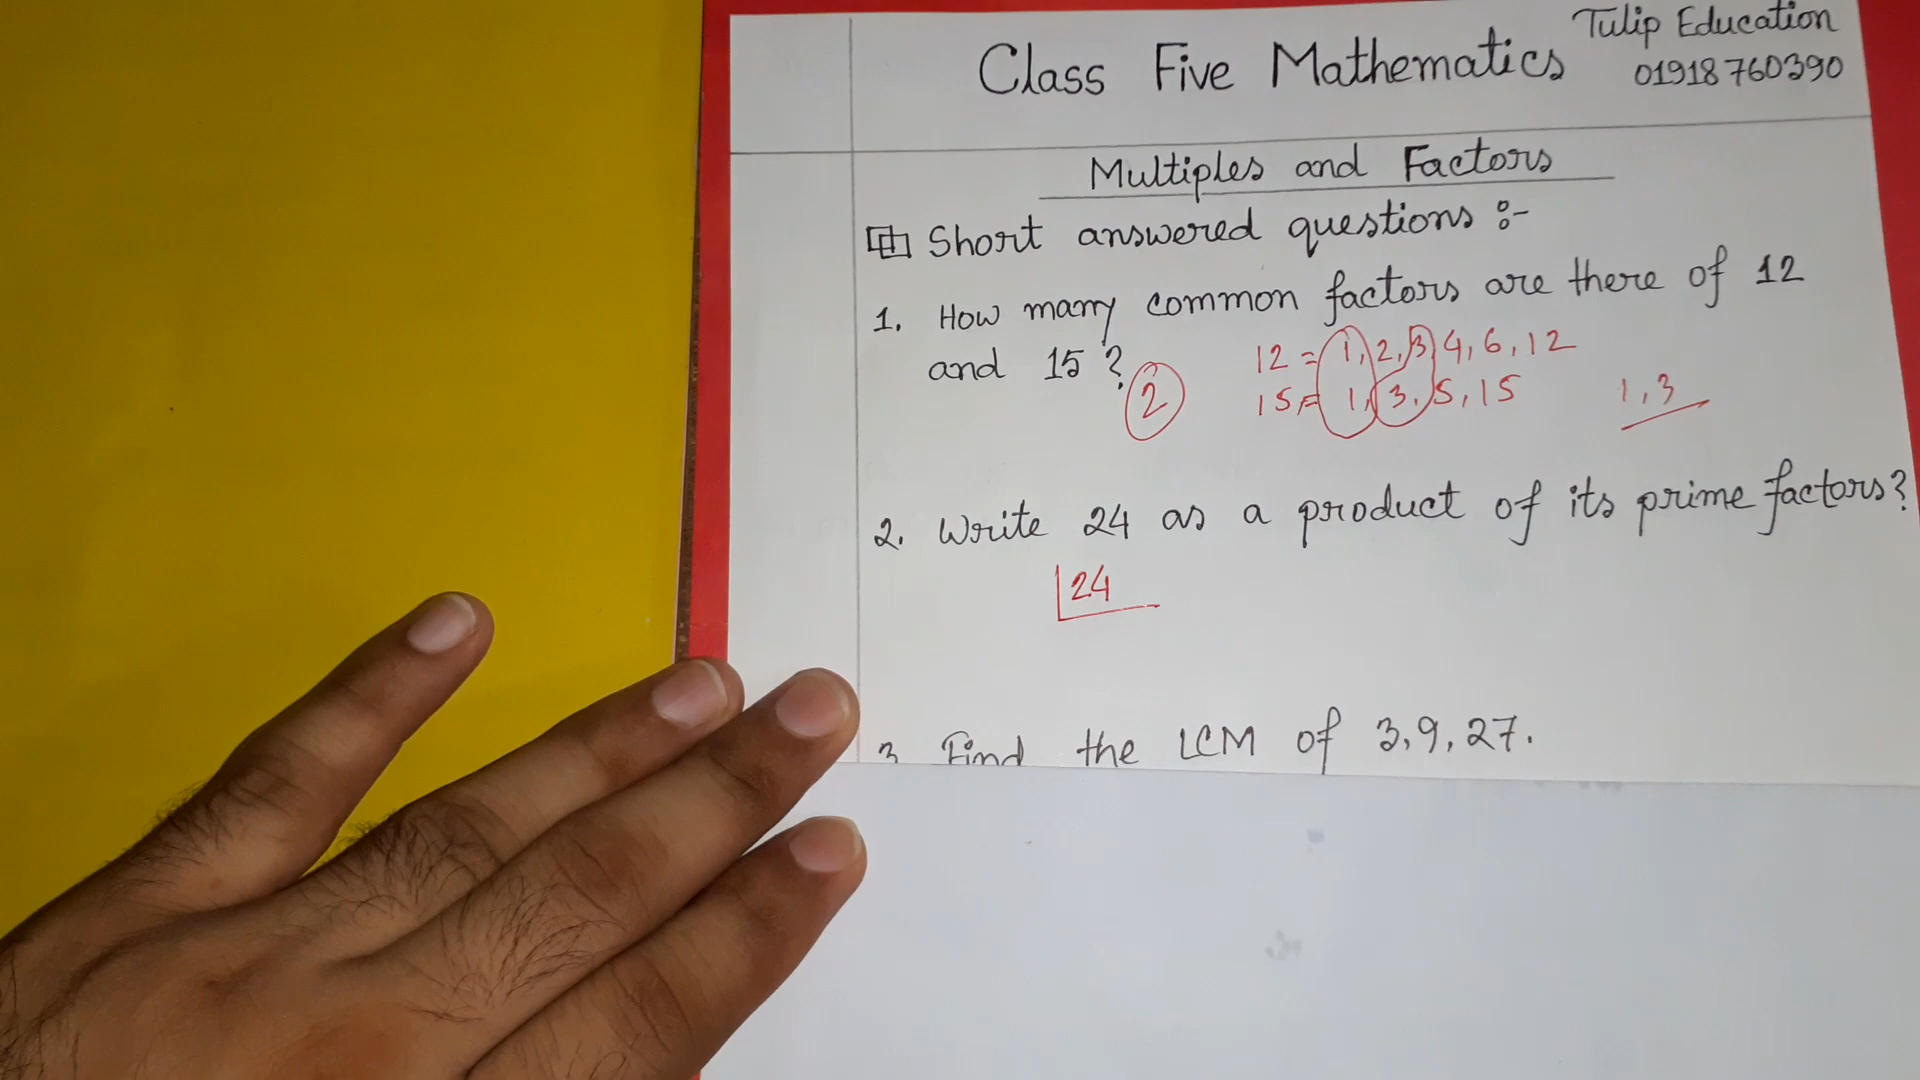 Class Five Mathematics
Tulip Education
01918760390
Multiples and Factors
Short answered questions :-
1. How many common factors are there of 12
and 15 ?
2
12 = 1, 2, 3, 4, 6, 12
15 = 1, 3, 5, 15
1, 3
2. Write 24 as a product of its prime factors?
24
3 Find the LCM of 3, 9, 27.